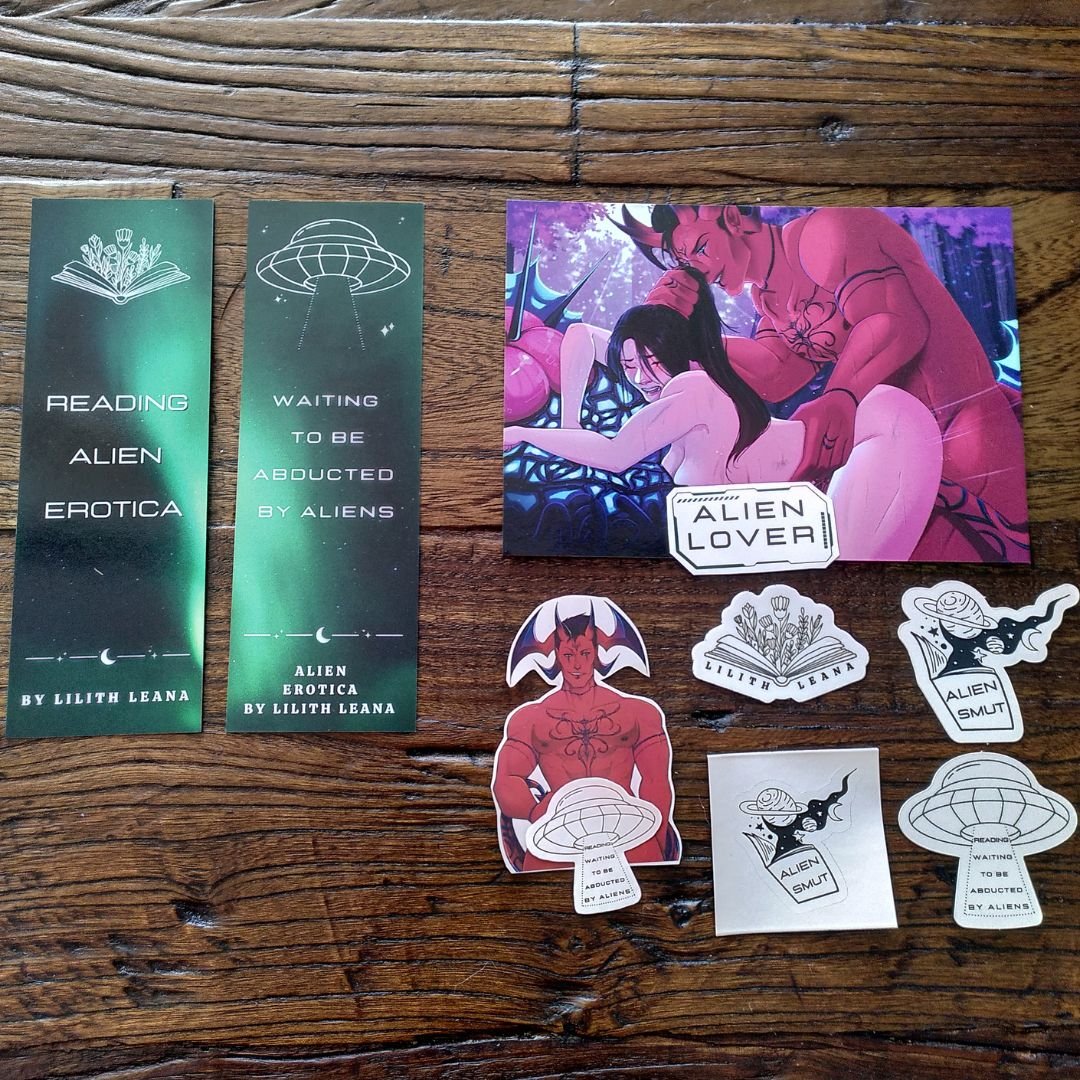 READING
ALIEN
EROTICA
BY LILITH LEANA
WAITING
TO BE
ABDUCTED
BY ALIENS
ALIEN
EROTICA
BY LILITH LEANA
ALIEN
LOVER
LILITH LEANA
ALIEN
SMUT
READING
WAITING
TO BE
ABDUCTED
BY ALIENS
ALIEN
SMUT
READING
WAITING
TO BE
ABDUCTED
BY ALIENS